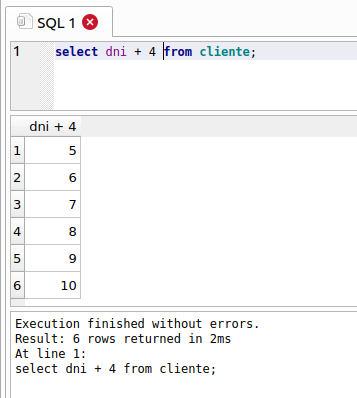 SQL 1
1 select dni + 4 from cliente;
dni + 4
1 5
2 6
3 7
4 8
5 9
6 10
Execution finished without errors.
Result: 6 rows returned in 2ms
At line 1:
select dni + 4 from cliente;